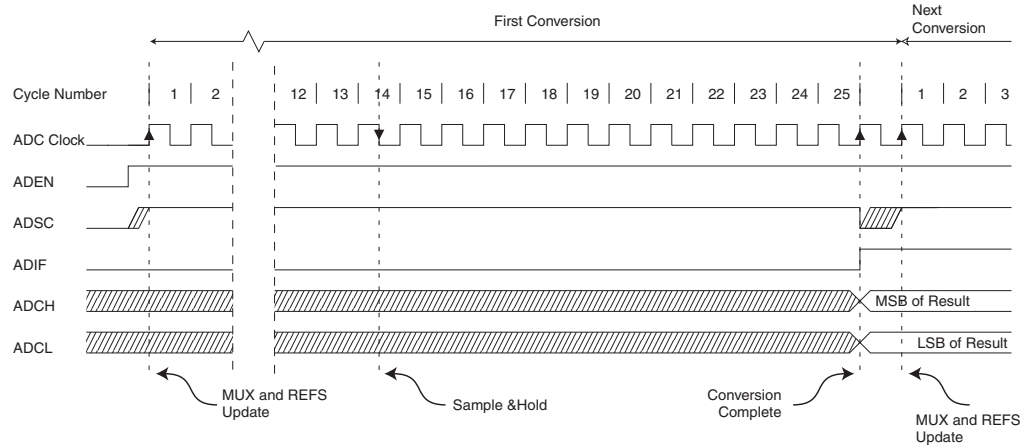 First Conversion
Next
Conversion
Cycle Number 1 2 12 13 14 15 16 17 18 19 20 21 22 23 24 25 1 2 3
ADC Clock
ADEN
ADSC
ADIF
ADCH MSB of Result
ADCL LSB of Result
MUX and REFS
Update
Sample &Hold
Conversion
Complete
MUX and REFS
Update